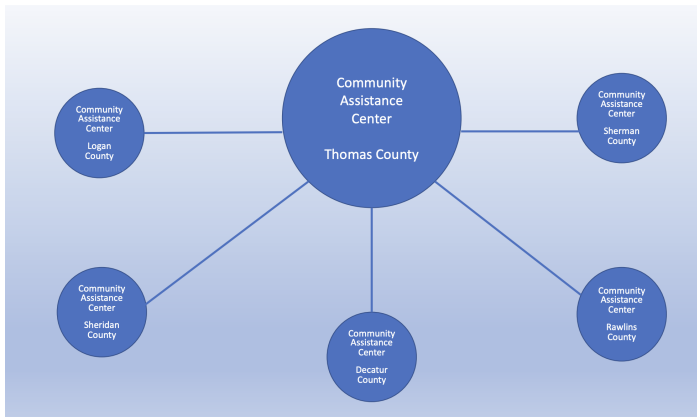 Community
Assistance
Center
Thomas County
Community
Assistance
Center
Logan
County
Community
Assistance
Center
Sherman
County
Community
Assistance
Center
Sheridan
County
Community
Assistance
Center
Decatur
County
Community
Assistance
Center
Rawlins
County